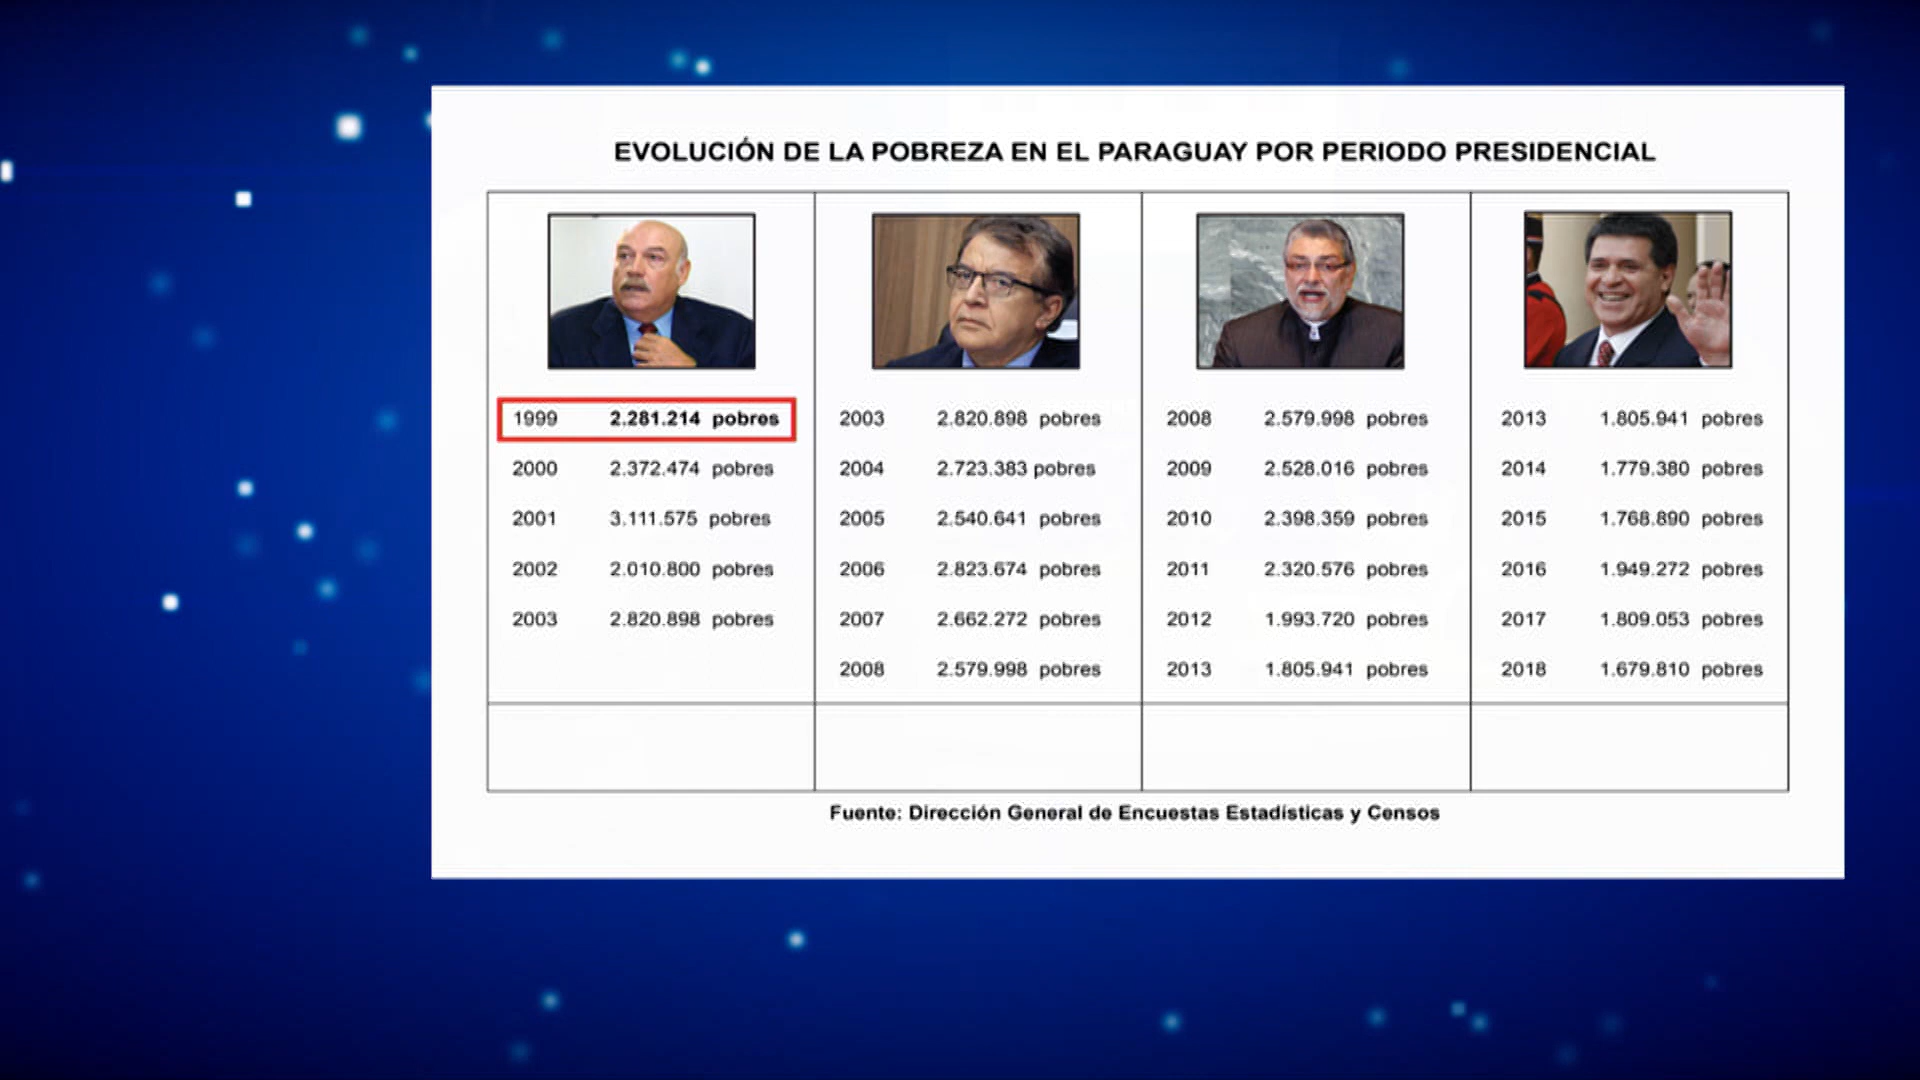 EVOLUCIÓN DE LA POBREZA EN EL PARAGUAY POR PERIODO PRESIDENCIAL
1999 2.281.214 pobres
2000 2.372.474 pobres
2001 3.111.575 pobres
2002 2.010.800 pobres
2003 2.820.898 pobres
2003 2.820.898 pobres
2004 2.723.383 pobres
2005 2.540.641 pobres
2006 2.823.674 pobres
2007 2.662.272 pobres
2008 2.579.998 pobres
2008 2.579.998 pobres
2009 2.528.016 pobres
2010 2.398.359 pobres
2011 2.320.576 pobres
2012 1.993.720 pobres
2013 1.805.941 pobres
2013 1.805.941 pobres
2014 1.779.380 pobres
2015 1.768.890 pobres
2016 1.949.272 pobres
2017 1.809.053 pobres
2018 1.679.810 pobres
Fuente: Dirección General de Encuestas Estadísticas y Censos